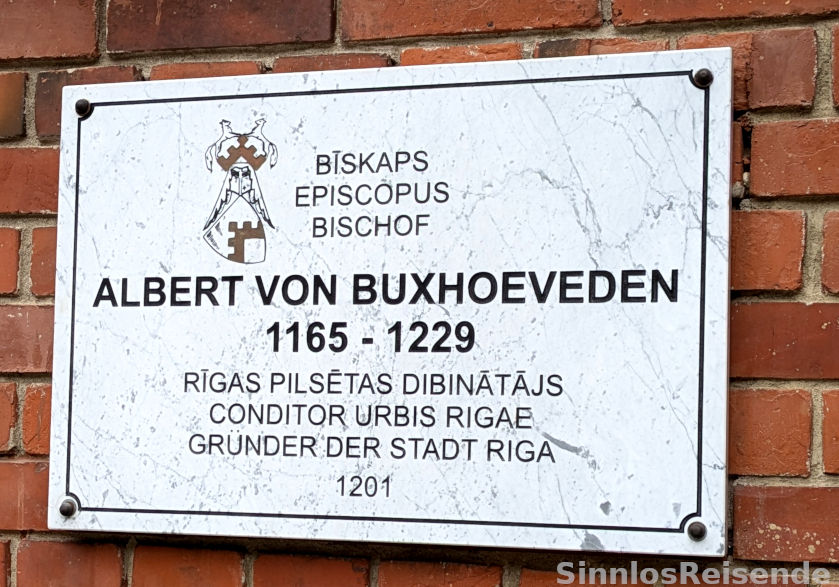 BĪSKAPS
EPISCOPUS
BISCHOF
ALBERT VON BUXHOEVEDEN
1165 - 1229
RĪGAS PILSĒTAS DIBINĀTĀJS
CONDITOR URBIS RIGAE
GRÜNDER DER STADT RIGA
1201
SinnlosReisende